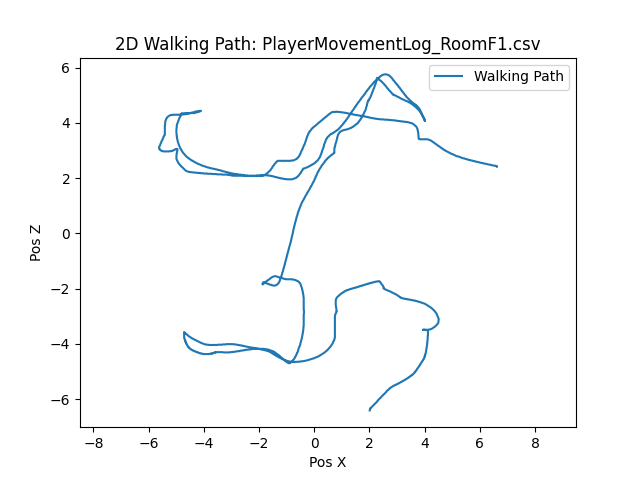 2D Walking Path: PlayerMovementLog_RoomF1.csv
Walking Path
6
4
2
0
−2
−4
−6
Pos Z
−8 −6 −4 −2 0 2 4 6 8
Pos X